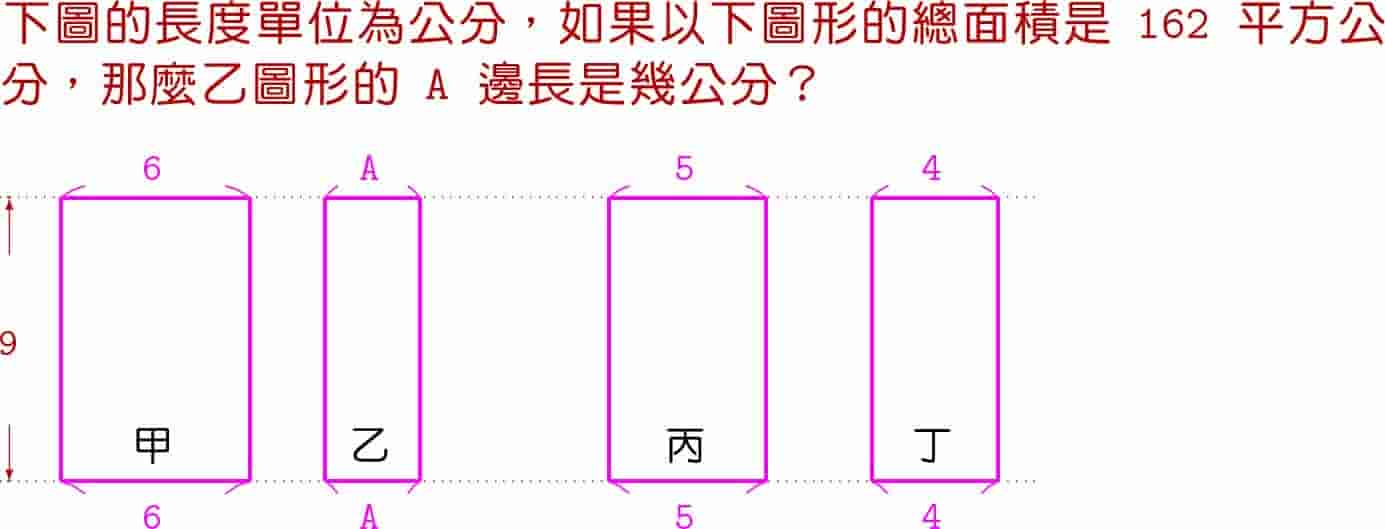 下圖的長度單位為公分，如果以下圖形的總面積是 162 平方公
分，那麼乙圖形的 A 邊長是幾公分？
6 A 5 4
9
甲 乙 丙 丁
6 A 5 4